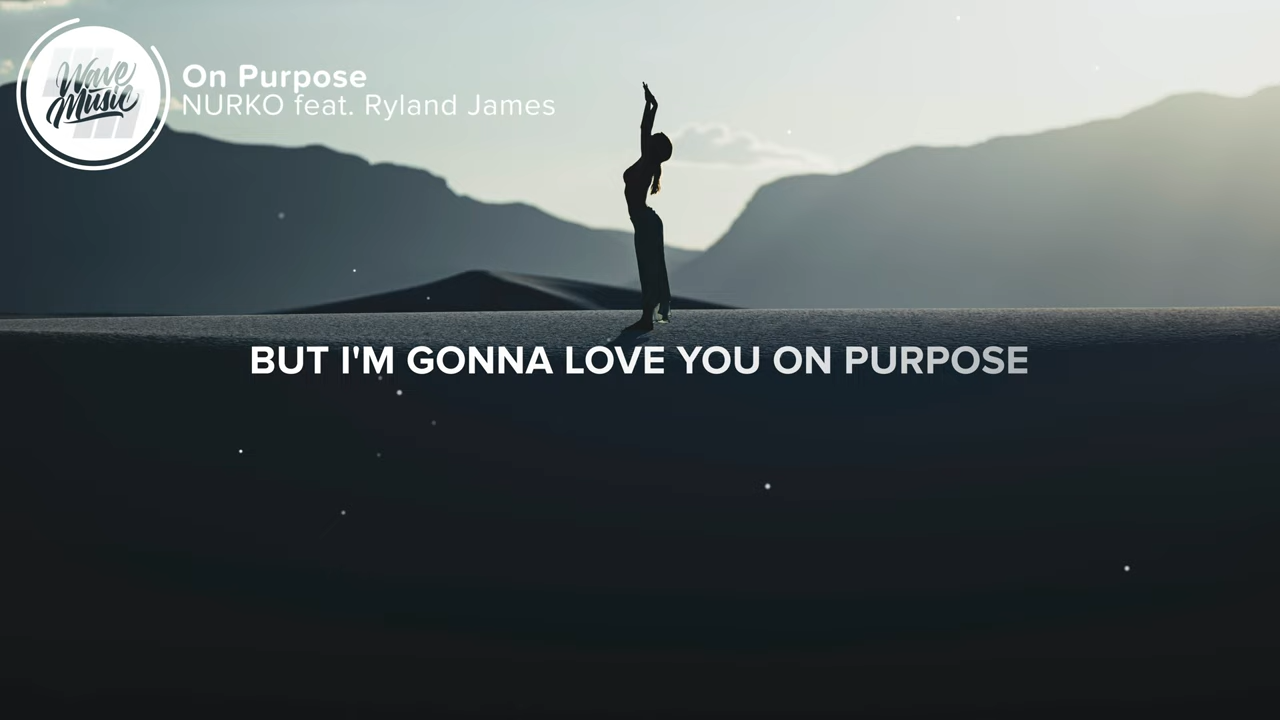 Wave
Music
On Purpose
NURKO feat. Ryland James
BUT I'M GONNA LOVE YOU ON PURPOSE